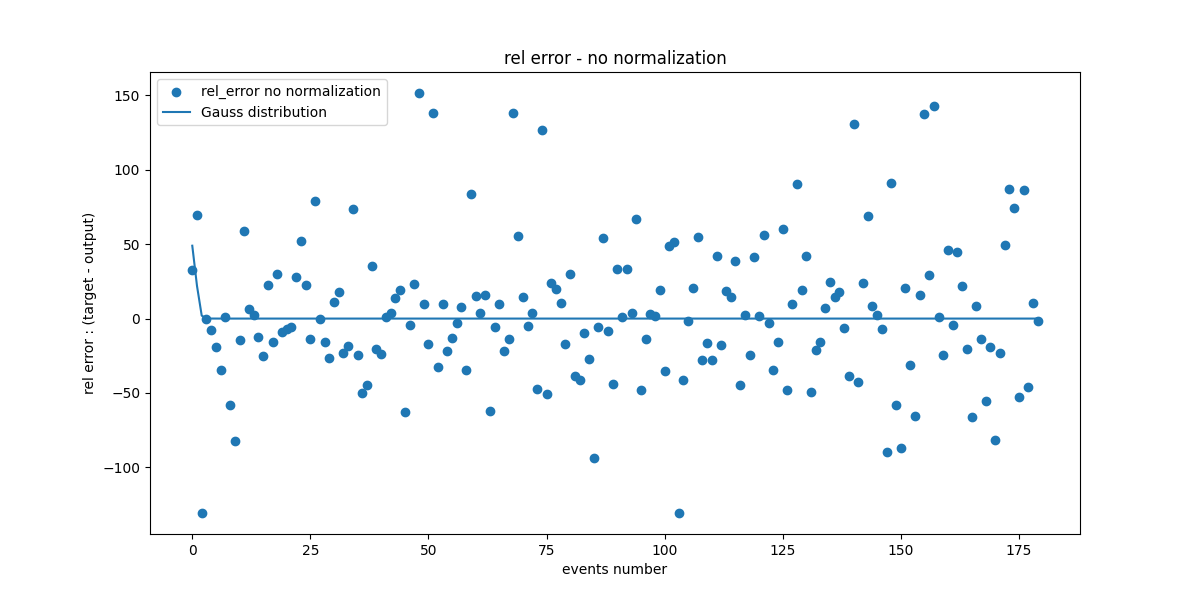 rel error - no normalization
rel_error no normalization
Gauss distribution
rel error : (target - output)
150
100
50
0
−50
−100
0 25 50 75 100 125 150 175
events number